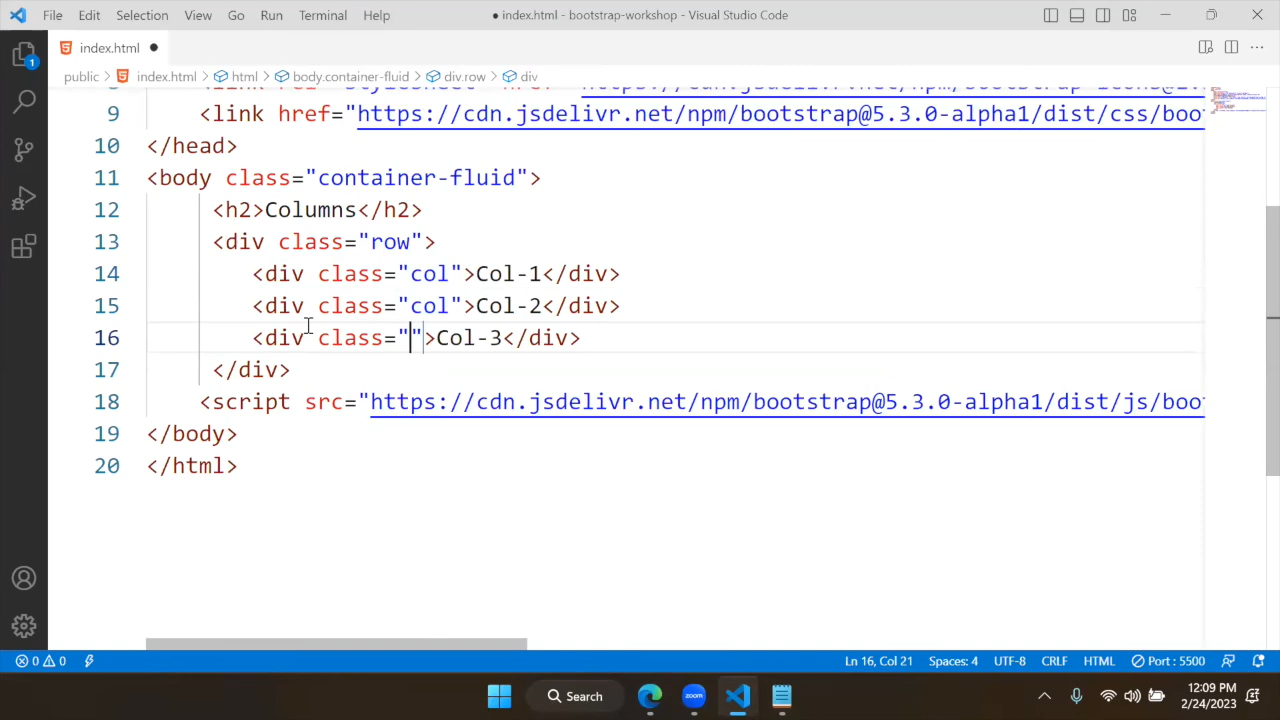 File Edit Selection View Go Run Terminal Help
● index.html - bootstrap-workshop - Visual Studio Code
index.html ●
public > index.html > html > body.container-fluid > div.row > div
9 <link href="https://cdn.jsdelivr.net/npm/bootstrap@5.3.0-alpha1/dist/css/boo
10 </head>
11 <body class="container-fluid">
12 <h2>Columns</h2>
13 <div class="row">
14 <div class="col">Col-1</div>
15 <div class="col">Col-2</div>
16 <div class="">Col-3</div>
17 </div>
18 <script src="https://cdn.jsdelivr.net/npm/bootstrap@5.3.0-alpha1/dist/js/boo
19 </body>
20 </html>
1
0 0 Ln 16, Col 21 Spaces: 4 UTF-8 CRLF HTML Port : 5500
Search
zoom
12:09 PM
2/24/2023